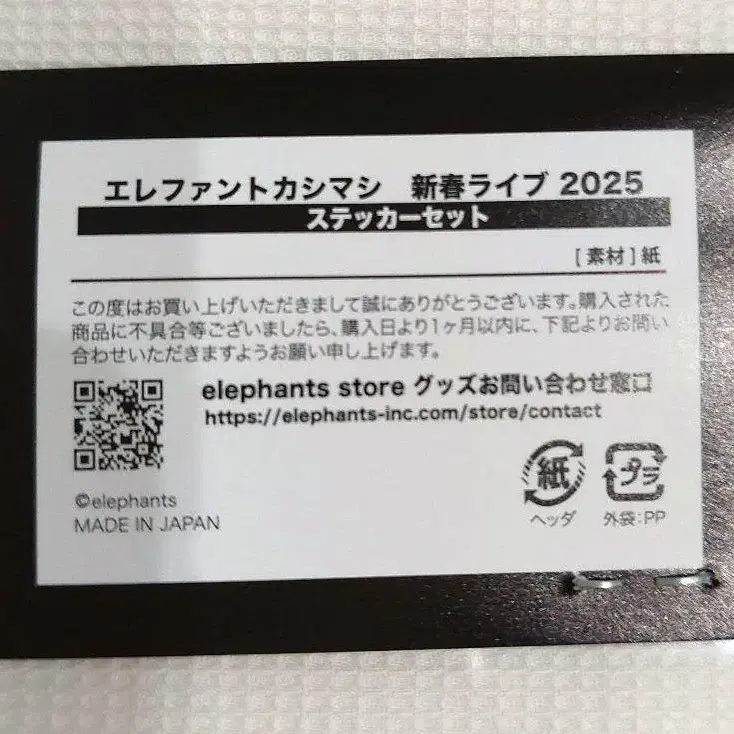 エレファントカシマシ 新春ライブ 2025
ステッカーセット
[素材]紙
この度はお買い上げいただきまして誠にありがとうございます。購入された
商品に不具合等ございましたら、購入日より1ヶ月以内に、下記よりお問い
合わせいただきますようお願い申し上げます。
elephants store グッズお問い合わせ窓口
https://elephants-inc.com/store/contact
紙 プラ
ヘッダ 外袋:PP
©elephants
MADE IN JAPAN